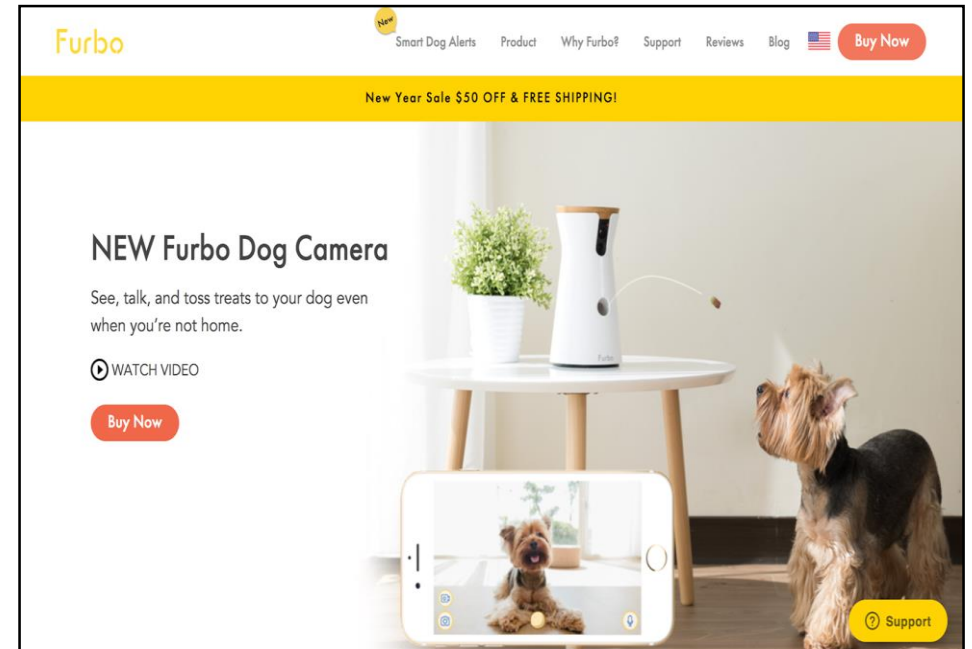 Furbo
New
Smart Dog Alerts Product Why Furbo? Support Reviews Blog Buy Now
New Year Sale $50 OFF & FREE SHIPPING!
NEW Furbo Dog Camera
See, talk, and toss treats to your dog even
when you're not home.
WATCH VIDEO
Buy Now
Furbo
? Support